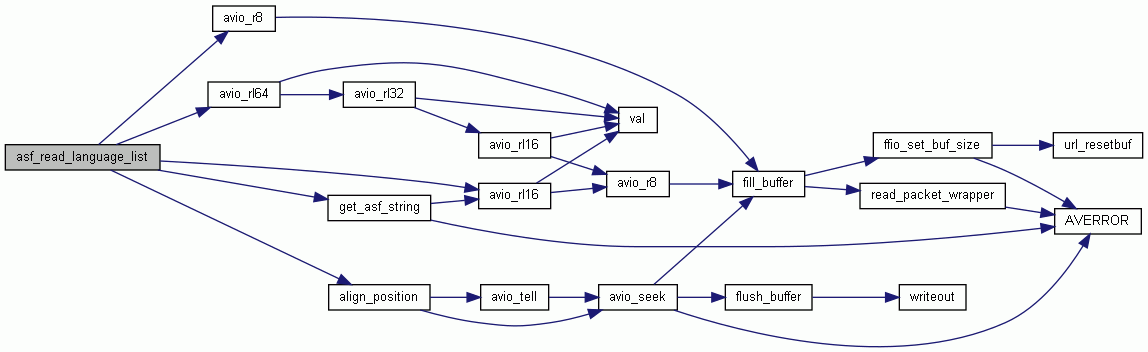 avio_r8
avio_rl64
avio_rl32
val
avio_rl16
ffio_set_buf_size
url_resetbuf
asf_read_language_list
avio_r8
fill_buffer
avio_rl16
read_packet_wrapper
get_asf_string
AVERROR
align_position
avio_tell
avio_seek
flush_buffer
writeout